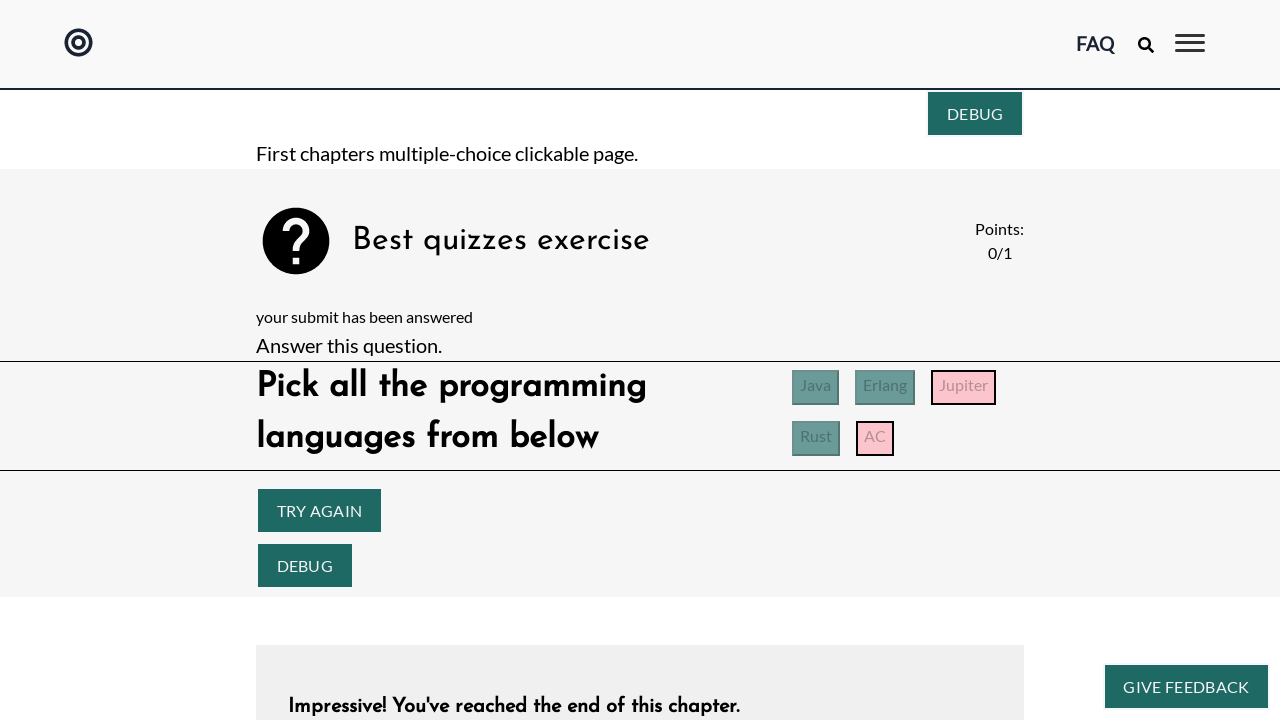 FAQ
DEBUG
First chapters multiple-choice clickable page.
Best quizzes exercise
Points:
0/1
your submit has been answered
Answer this question.
Pick all the programming
languages from below
Java Erlang Jupiter
Rust AC
TRY AGAIN
DEBUG
GIVE FEEDBACK
Impressive! You've reached the end of this chapter.